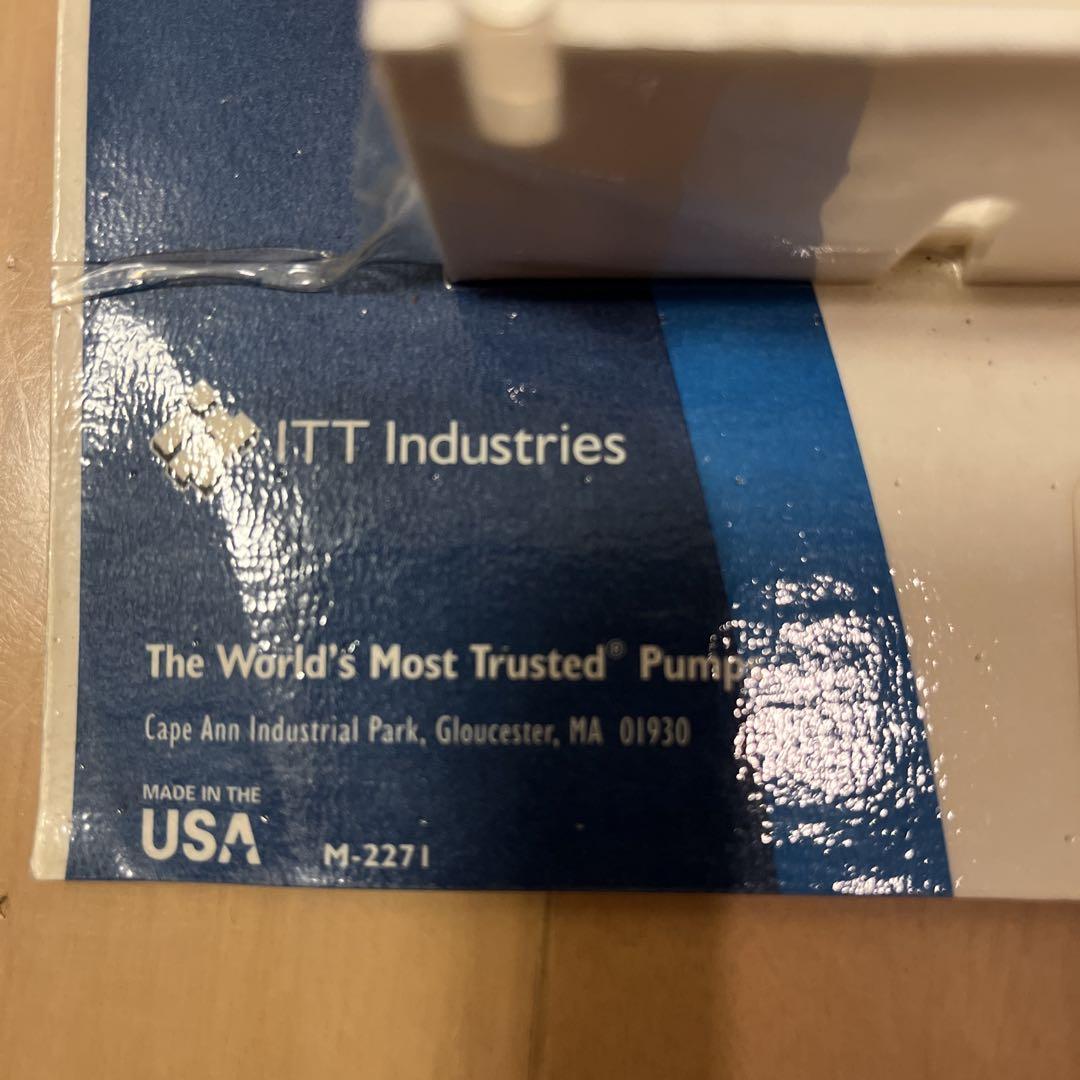 ITT Industries
The World's Most Trusted® Pump
Cape Ann Industrial Park, Gloucester, MA 01930
MADE IN THE
USA
M-2271